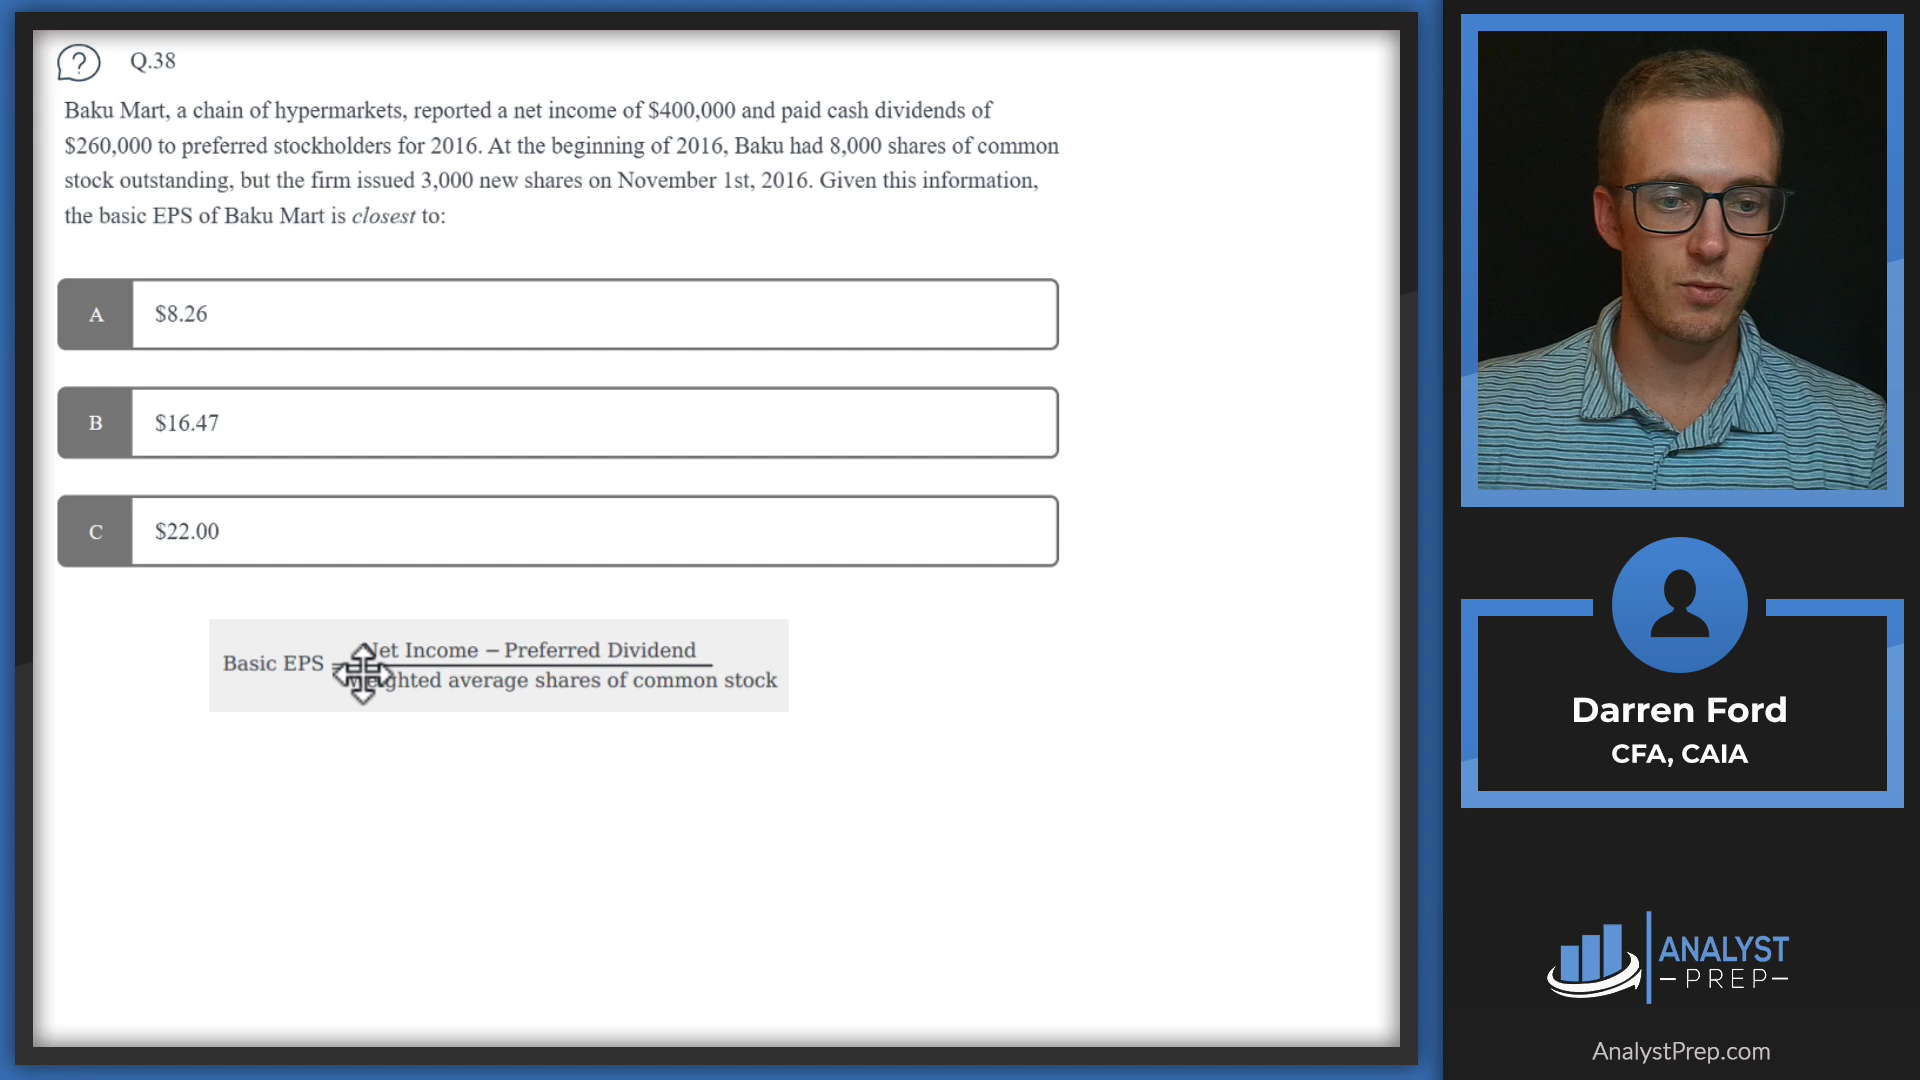 Q.38
Baku Mart, a chain of hypermarkets, reported a net income of $400,000 and paid cash dividends of
$260,000 to preferred stockholders for 2016. At the beginning of 2016, Baku had 8,000 shares of common
stock outstanding, but the firm issued 3,000 new shares on November 1st, 2016. Given this information,
the basic EPS of Baku Mart is closest to:
A $8.26
B $16.47
C $22.00
Net Income – Preferred Dividend
Basic EPS =
Weighted average shares of common stock
Darren Ford
CFA, CAIA
ANALYST
PREP
AnalystPrep.com